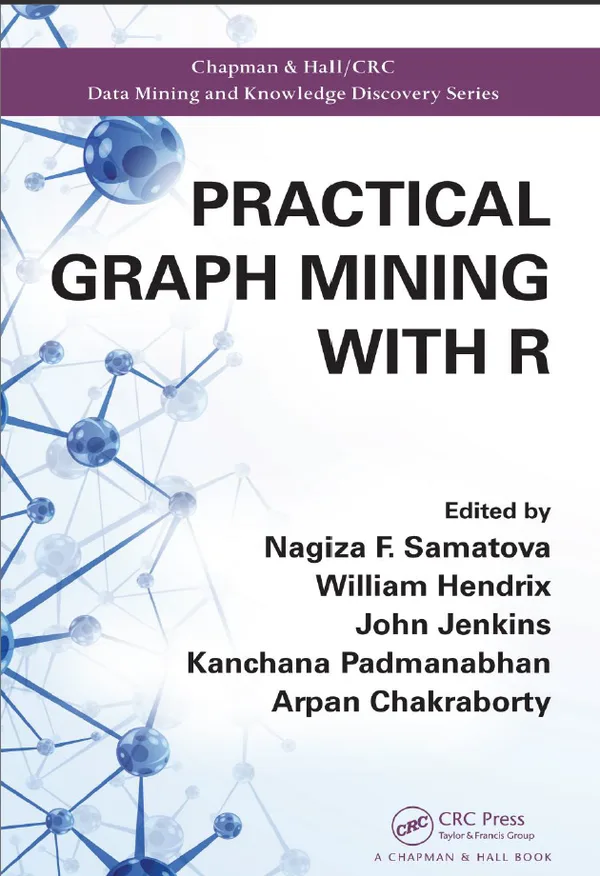 Chapman & Hall/CRC
Data Mining and Knowledge Discovery Series
PRACTICAL
GRAPH MINING
WITH R
Edited by
Nagiza F. Samatova
William Hendrix
John Jenkins
Kanchana Padmanabhan
Arpan Chakraborty
CRC
CRC Press
Taylor & Francis Group
A CHAPMAN & HALL BOOK